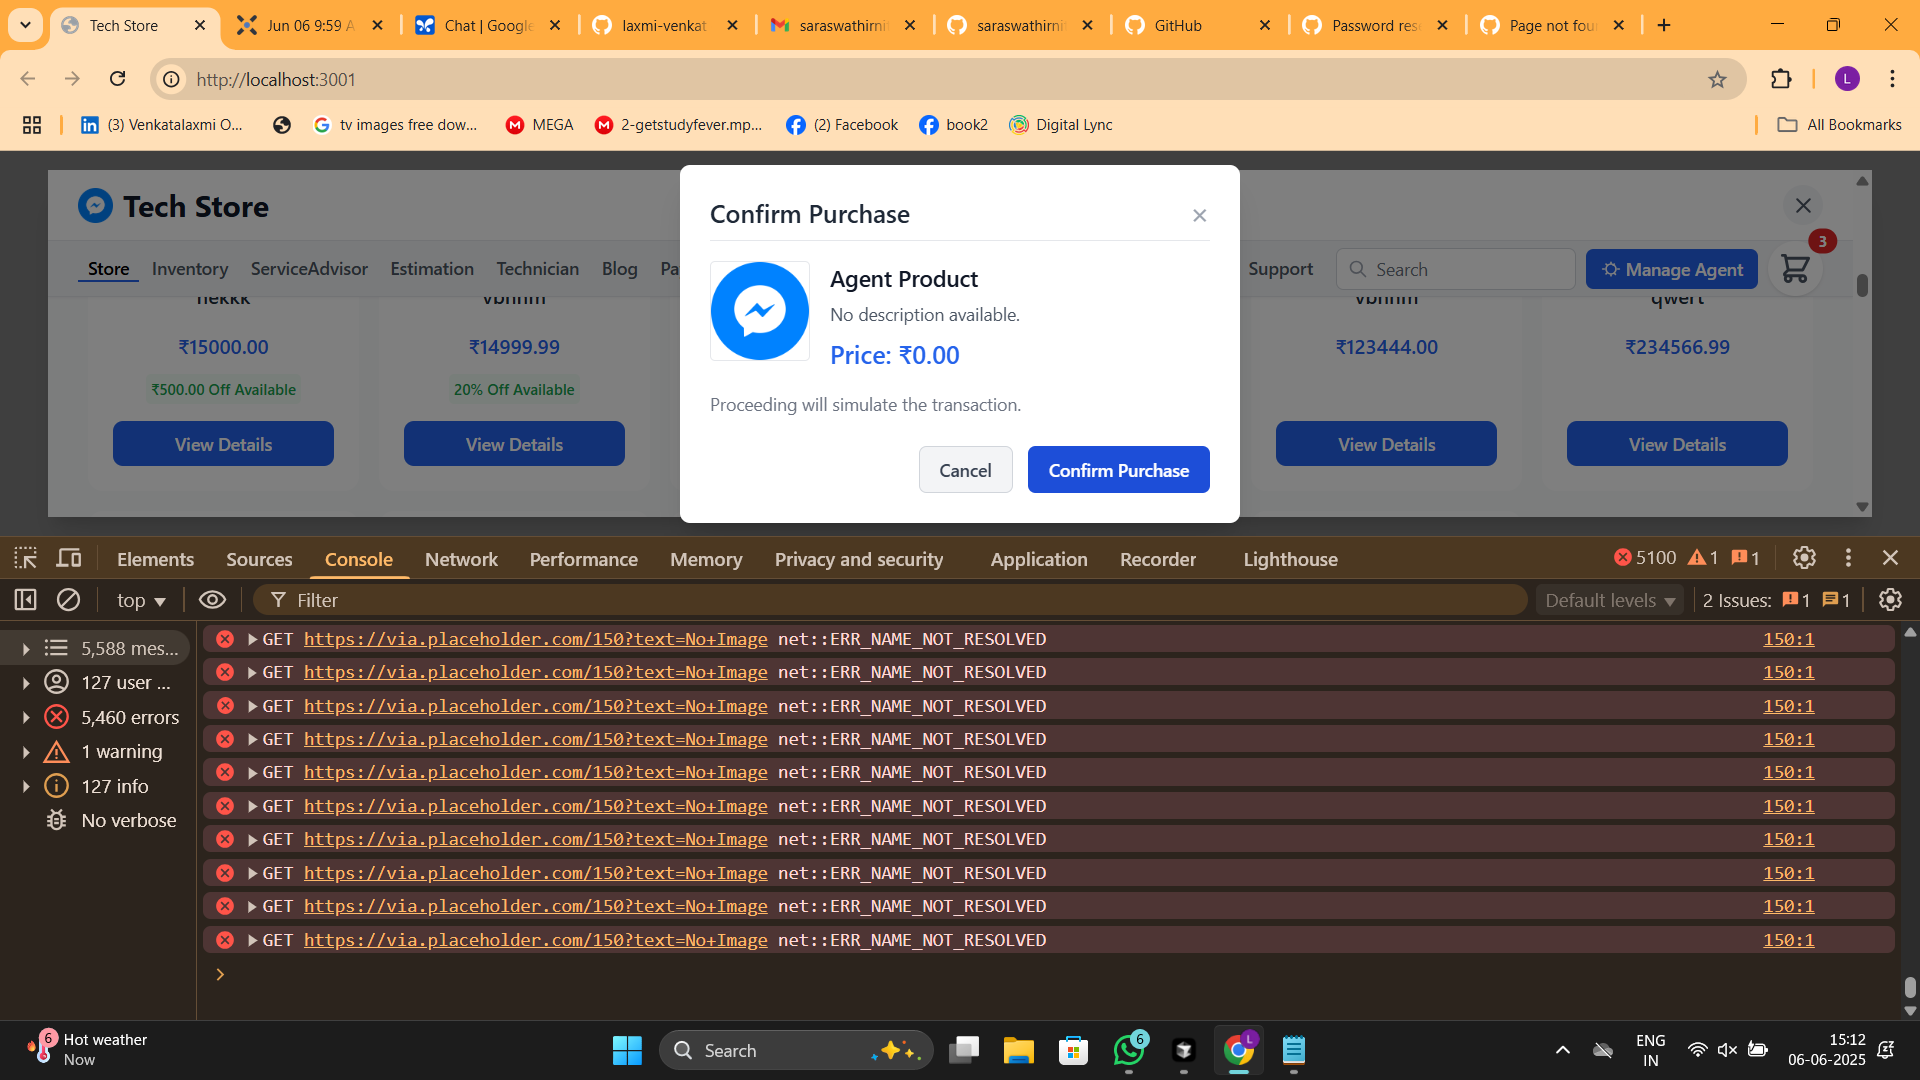 Tech Store
Jun 06 9:59 A
Chat | Google
laxmi-venkat
saraswathirnit
saraswathirnit
GitHub
Password res
Page not fou
http://localhost:3001
L
(3) Venkatalaxmi O...
tv images free dow...
MEGA
2-getstudyfever.mp...
(2) Facebook
book2
Digital Lync
All Bookmarks
Tech Store
Store
Inventory
ServiceAdvisor
Estimation
Technician
Blog
Pa
Support
Search
Manage Agent
3
₹15000.00
₹500.00 Off Available
View Details
₹14999.99
20% Off Available
View Details
₹123444.00
View Details
qwert
₹234566.99
View Details
Confirm Purchase
Agent Product
No description available.
Price: ₹0.00
Proceeding will simulate the transaction.
Cancel
Confirm Purchase
Elements
Sources
Console
Network
Performance
Memory
Privacy and security
Application
Recorder
Lighthouse
5100
1
1
top
Filter
Default levels
2 Issues: 1 1
5,588 mes...
127 user ...
5,460 errors
1 warning
127 info
No verbose
GET https://via.placeholder.com/150?text=No+Image net::ERR_NAME_NOT_RESOLVED 150:1
GET https://via.placeholder.com/150?text=No+Image net::ERR_NAME_NOT_RESOLVED 150:1
GET https://via.placeholder.com/150?text=No+Image net::ERR_NAME_NOT_RESOLVED 150:1
GET https://via.placeholder.com/150?text=No+Image net::ERR_NAME_NOT_RESOLVED 150:1
GET https://via.placeholder.com/150?text=No+Image net::ERR_NAME_NOT_RESOLVED 150:1
GET https://via.placeholder.com/150?text=No+Image net::ERR_NAME_NOT_RESOLVED 150:1
GET https://via.placeholder.com/150?text=No+Image net::ERR_NAME_NOT_RESOLVED 150:1
GET https://via.placeholder.com/150?text=No+Image net::ERR_NAME_NOT_RESOLVED 150:1
GET https://via.placeholder.com/150?text=No+Image net::ERR_NAME_NOT_RESOLVED 150:1
GET https://via.placeholder.com/150?text=No+Image net::ERR_NAME_NOT_RESOLVED 150:1
6
Hot weather
Now
Search
6
L
ENG
IN
15:12
06-06-2025